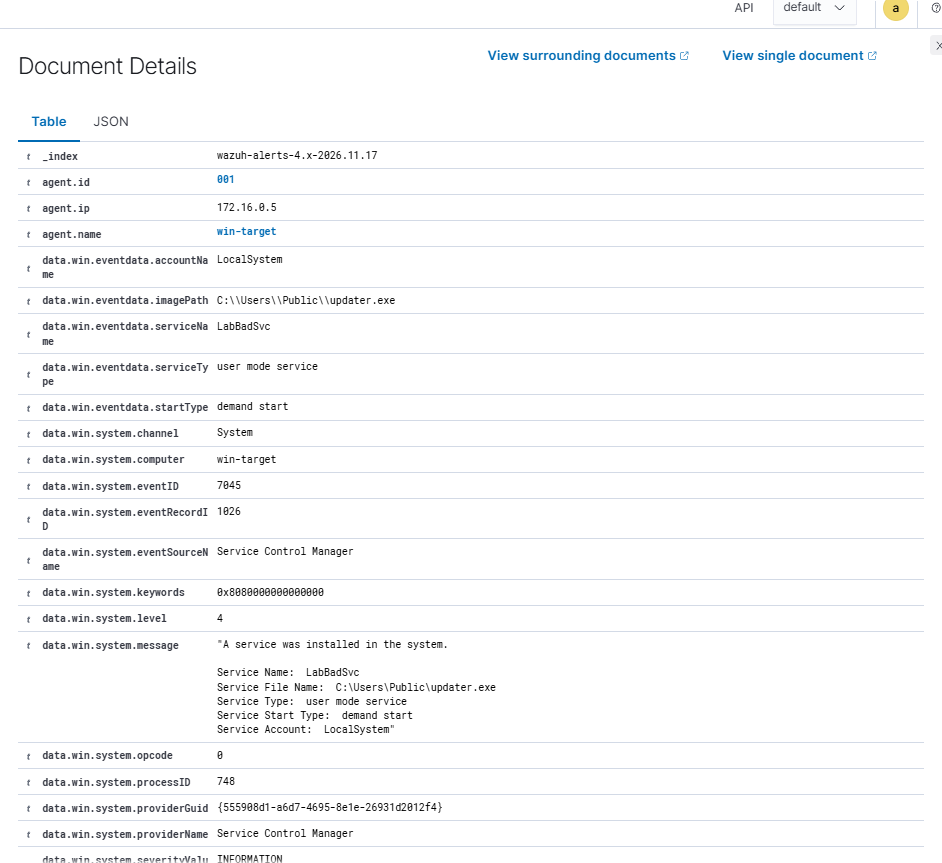 API default a
Document Details
View surrounding documents View single document
Table JSON
t _index wazuh-alerts-4.x-2026.11.17
t agent.id 001
t agent.ip 172.16.0.5
t agent.name win-target
t data.win.eventdata.accountNa
me LocalSystem
t data.win.eventdata.imagePath C:\\Users\\Public\\updater.exe
t data.win.eventdata.serviceNa
me LabBadSvc
t data.win.eventdata.serviceTy
pe user mode service
t data.win.eventdata.startType demand start
t data.win.system.channel System
t data.win.system.computer win-target
t data.win.system.eventID 7045
t data.win.system.eventRecordI
D 1026
t data.win.system.eventSourceN
ame Service Control Manager
t data.win.system.keywords 0x8080000000000000
t data.win.system.level 4
t data.win.system.message "A service was installed in the system.
Service Name: LabBadSvc
Service File Name: C:\Users\Public\updater.exe
Service Type: user mode service
Service Start Type: demand start
Service Account: LocalSystem"
t data.win.system.opcode 0
t data.win.system.processID 748
t data.win.system.providerGuid {555908d1-a6d7-4695-8e1e-26931d2012f4}
t data.win.system.providerName Service Control Manager
t data.win.system.severityValu INFORMATION